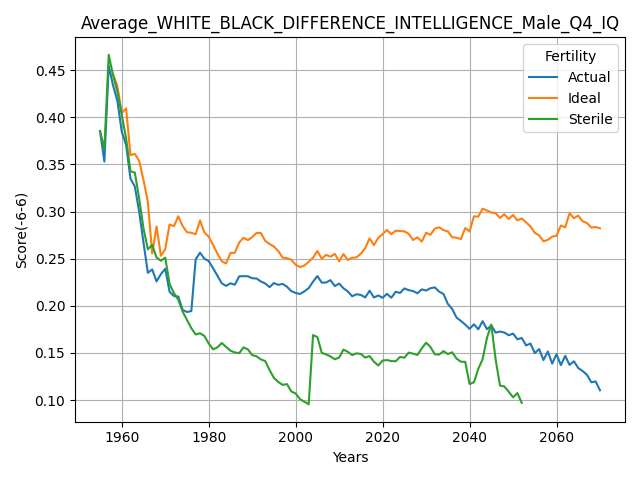 Average_WHITE_BLACK_DIFFERENCE_INTELLIGENCE_Male_Q4_IQ
Fertility
Actual
Ideal
Sterile
Score(-6-6)
0.45
0.40
0.35
0.30
0.25
0.20
0.15
0.10
1960 1980 2000 2020 2040 2060
Years